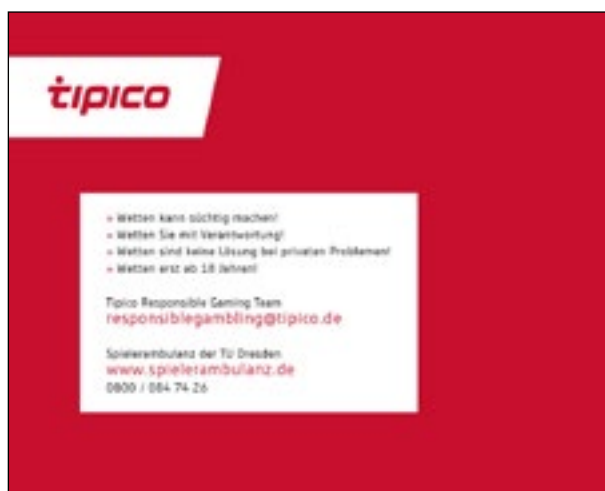 tipico
» Wetten kann süchtig machen!
» Wetten Sie mit Verantwortung!
» Wetten sind keine Lösung bei privaten Problemen!
» Wetten erst ab 18 Jahren!
Tipico Responsible Gaming Team
responsiblegambling@tipico.de
Spielerambulanz der TU Dresden
www.spielerambulanz.de
0800 / 084 74 26